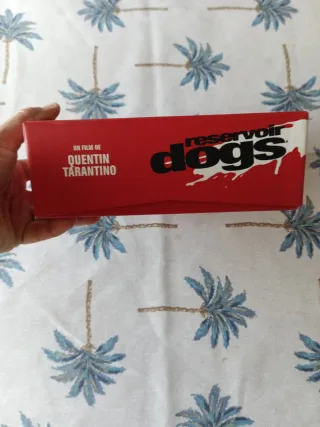 UN FILM DE
QUENTIN
TARANTINO
reservoir
dogs